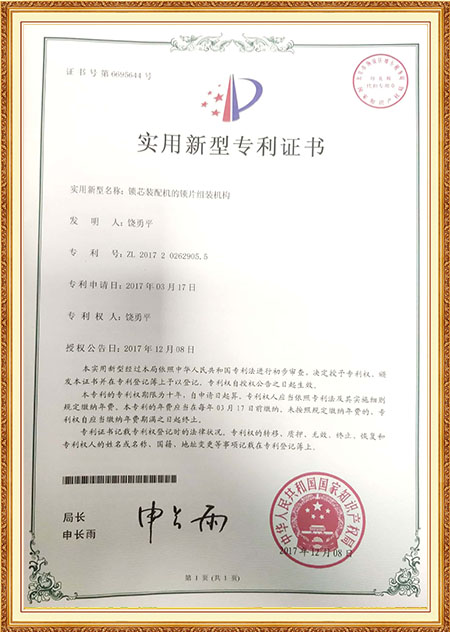 证书号第6695644号
实用新型专利证书
实用新型名称：锁芯装配机的锁片组装机构
发明人：饶勇平
专利号：ZL 2017 2 0262905.5
专利申请日：2017年03月17日
专利权人：饶勇平
授权公告日：2017年12月08日
本实用新型经过本局依照中华人民共和国专利法进行初步审查，决定授予专利权，
颁发本证书并在专利登记簿上予以登记。专利权自授权公告之日起生效。
本专利的专利权期限为十年，自申请日起算。专利权人应当依照专利法及其实施细则
规定缴纳年费。本专利的年费应当在每年03月17日前缴纳。未按照规定缴纳年费的，专
利权自应当缴纳年费期满之日起终止。
专利证书记载专利权登记时的法律状况。专利权的转移、质押、无效、终止、恢复和
专利权人的姓名或名称、国籍、地址变更等事项记载在专利登记簿上。
局长
申长雨
申长雨
中华人民共和国国家知识产权局
2017年12月08日
第1页(共1页)